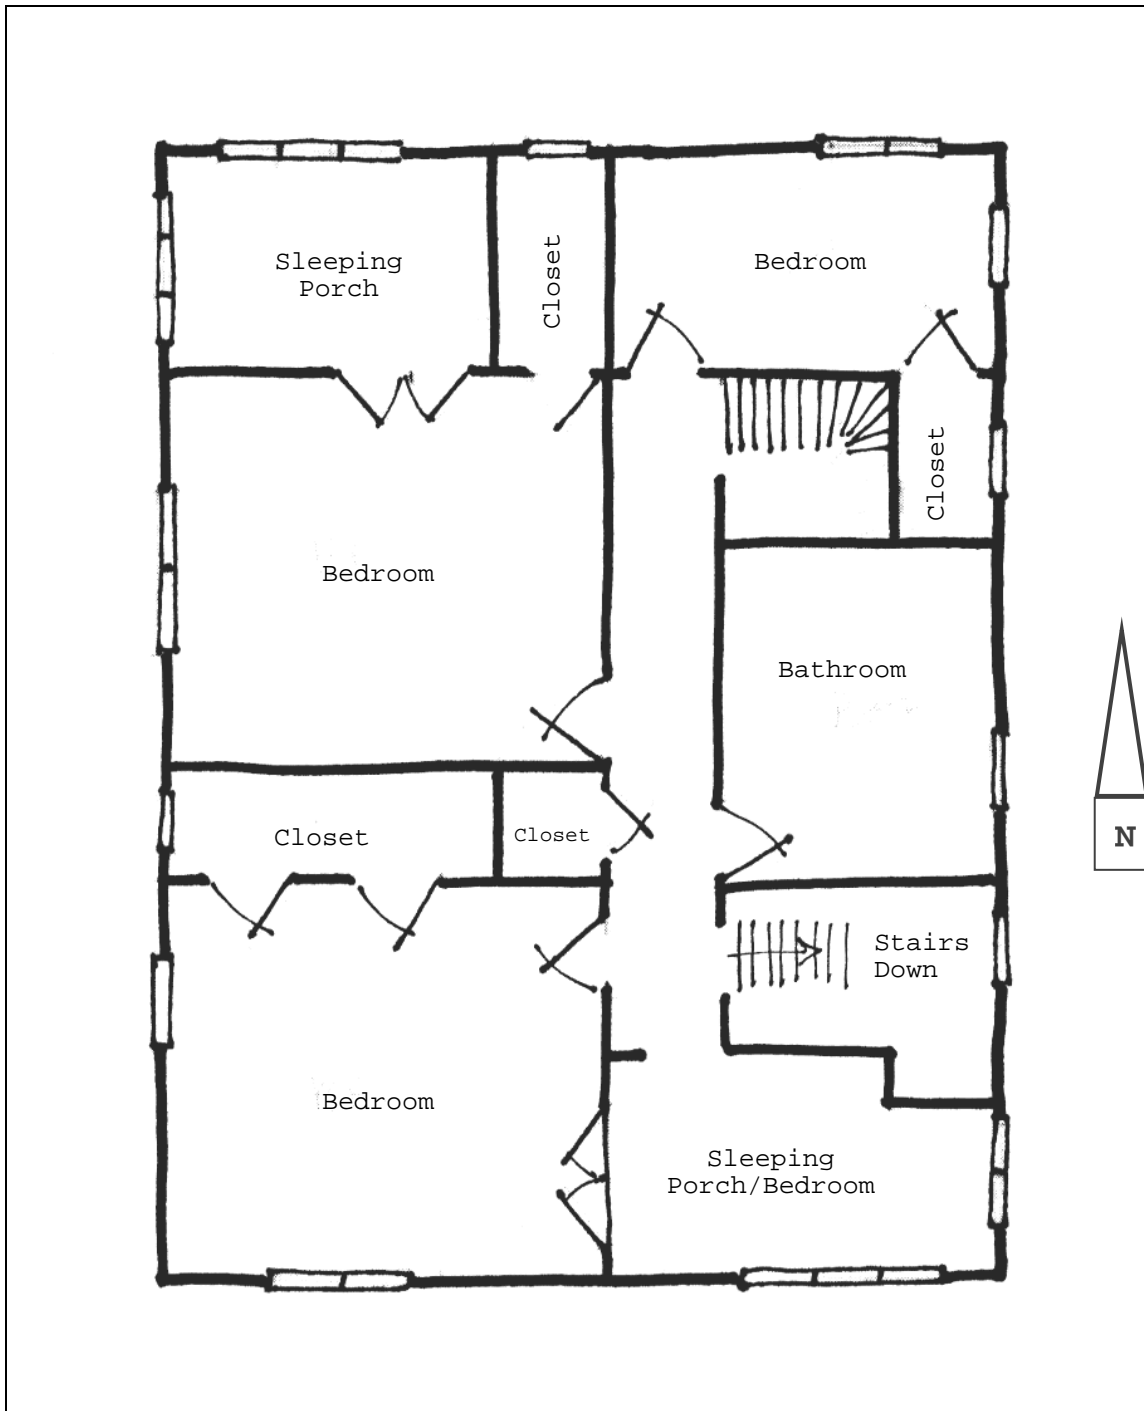 Sleeping
Porch
Closet
Bedroom
Closet
Bedroom
Bathroom
Closet
Closet
N
Stairs
Down
Bedroom
Sleeping
Porch/Bedroom